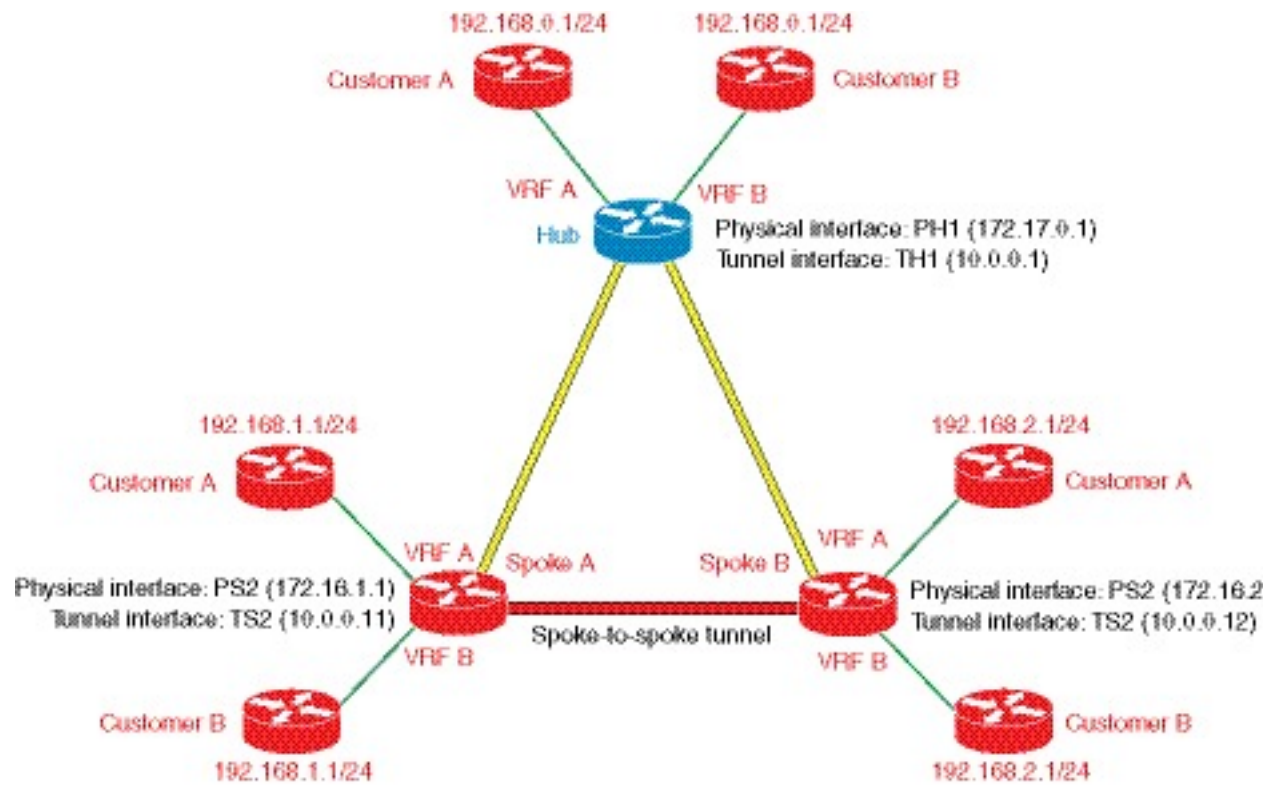 192.168.0.1/24
192.168.0.1/24
Customer A
Customer B
VRF A
VRF B
Hub
Physical interface: PH1 (172.17.0.1)
Tunnel interface: TH1 (10.0.0.1)
192.168.1.1/24
192.168.2.1/24
Customer A
Customer A
VRF A
Spoke A
Spoke B
VRF A
Physical interface: PS2 (172.16.1.1)
Tunnel interface: TS2 (10.0.0.11)
Physical interface: PS2 (172.16.2
Tunnel interface: TS2 (10.0.0.12)
Spoke-to-spoke tunnel
VRF B
VRF B
Customer B
Customer B
192.168.1.1/24
192.168.2.1/24